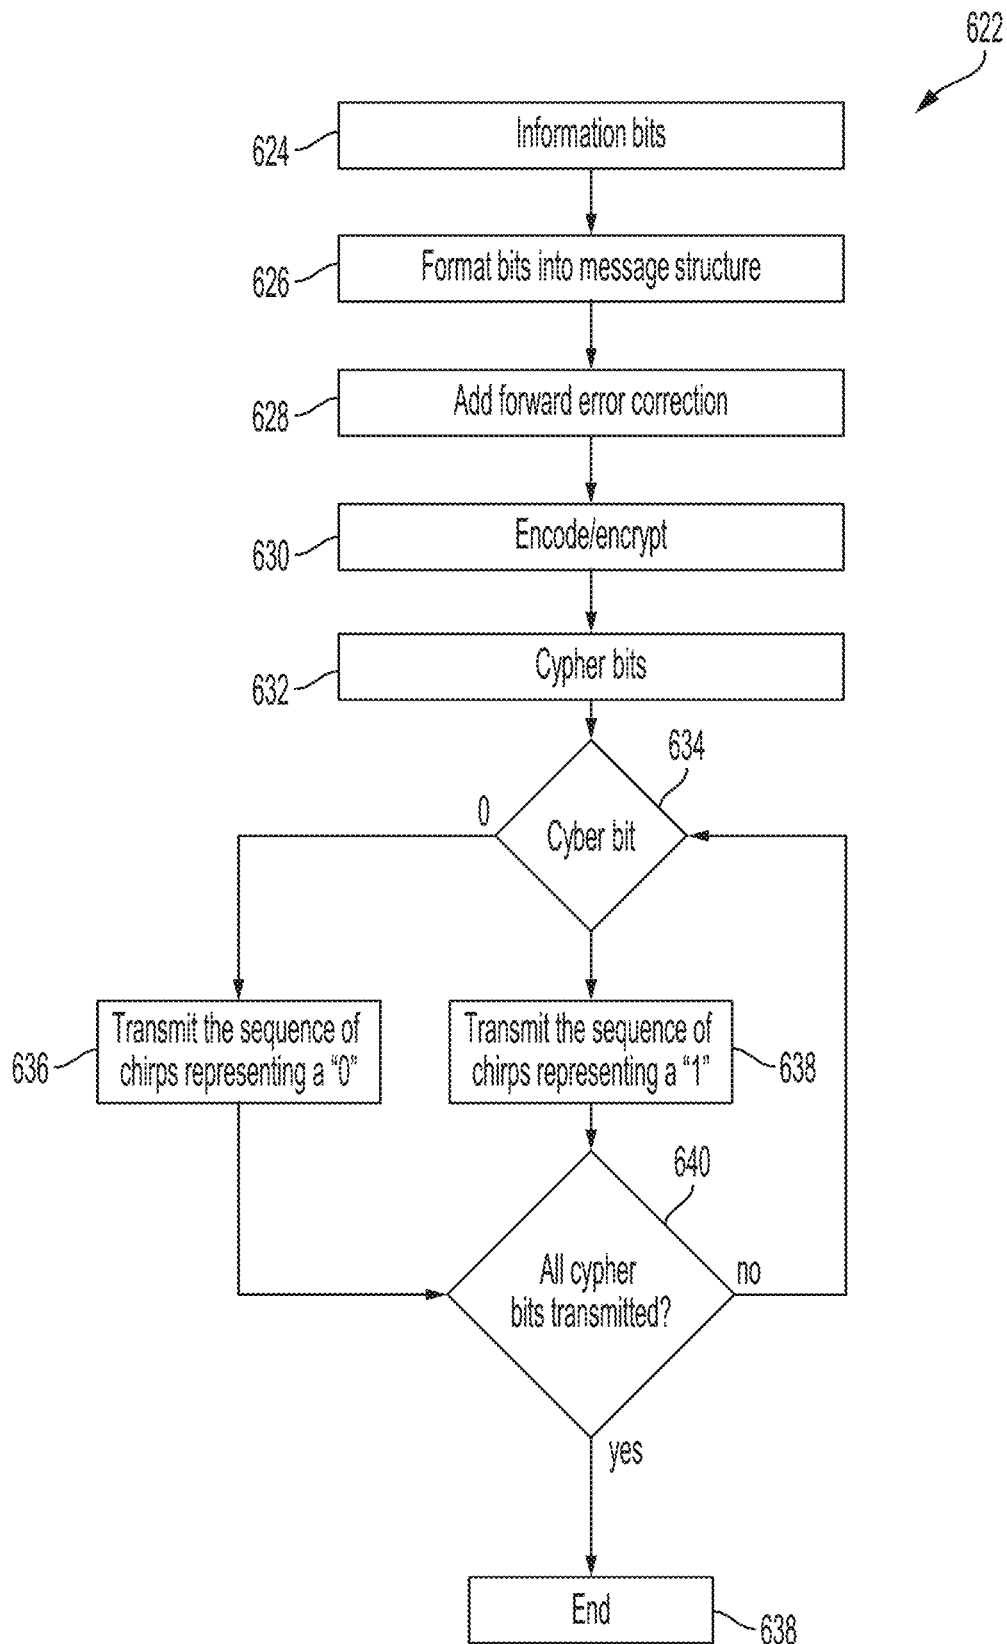 622
624
Information bits
626
Format bits into message structure
628
Add forward error correction
630
Encode/encrypt
632
Cypher bits
634
0
Cyber bit
636
Transmit the sequence of
chirps representing a "0"
Transmit the sequence of
chirps representing a "1"
638
640
All cypher
bits transmitted?
no
yes
End
638